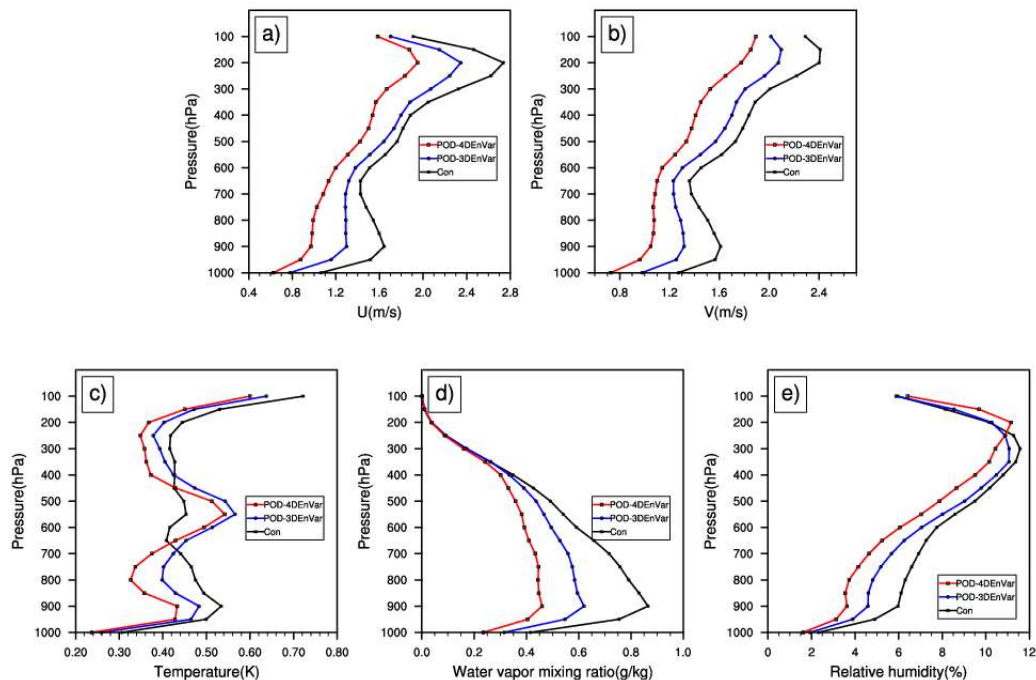 a)
100
200
300
400
500
600
700
800
900
1000
Pressure(hPa)
0.4 0.8 1.2 1.6 2.0 2.4 2.8
U(m/s)
POD-4DEnVar
POD-3DEnVar
Con
b)
100
200
300
400
500
600
700
800
900
1000
Pressure(hPa)
0.8 1.2 1.6 2.0 2.4
V(m/s)
POD-4DEnVar
POD-3DEnVar
Con
c)
100
200
300
400
500
600
700
800
900
1000
Pressure(hPa)
0.20 0.30 0.40 0.50 0.60 0.70 0.80
Temperature(K)
POD-4DEnVar
POD-3DEnVar
Con
d)
100
200
300
400
500
600
700
800
900
1000
Pressure(hPa)
0.0 0.2 0.4 0.6 0.8 1.0
Water vapor mixing ratio(g/kg)
POD-4DEnVar
POD-3DEnVar
Con
e)
100
200
300
400
500
600
700
800
900
1000
Pressure(hPa)
0 2 4 6 8 10 12
Relative humidity(%)
POD-4DEnVar
POD-3DEnVar
Con